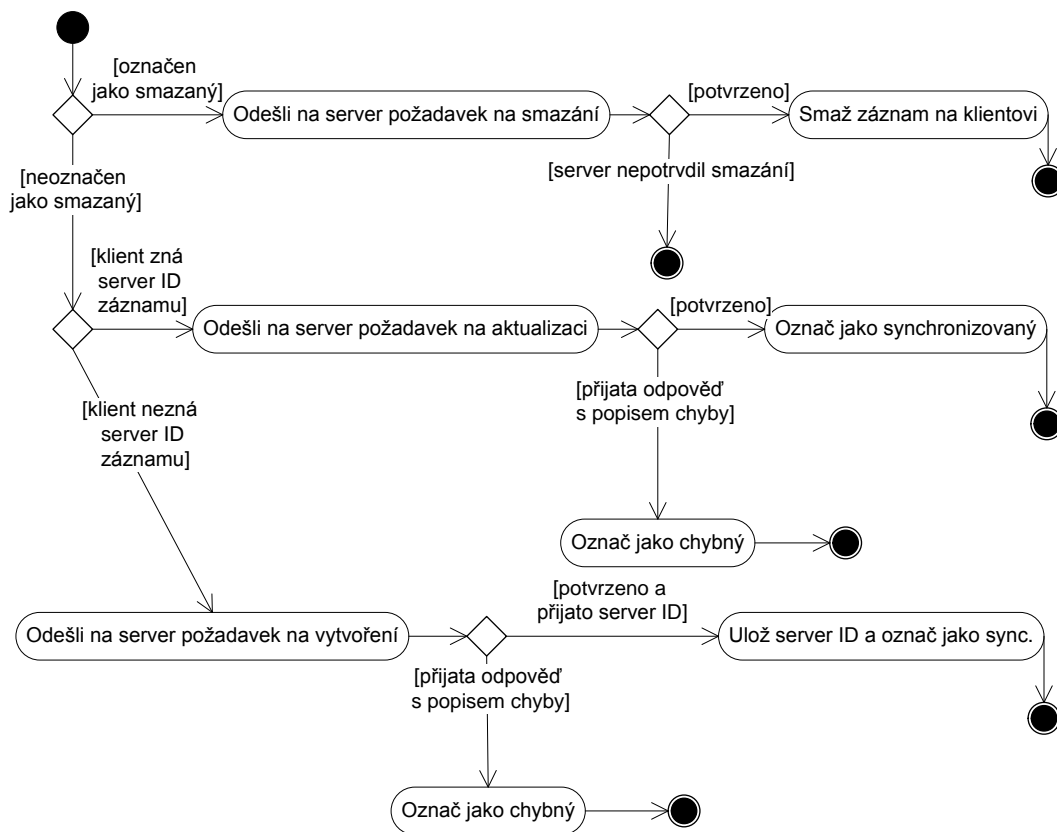 [označen
jako smazaný]
Odešli na server požadavek na smazání
[potvrzeno]
Smaž záznam na klientovi
[server nepotrvdil smazání]
[neoznačen
jako smazaný]
[klient zná
server ID
záznamu]
Odešli na server požadavek na aktualizaci
[potvrzeno]
Označ jako synchronizovaný
[přijata odpověď
s popisem chyby]
Označ jako chybný
[klient nezná
server ID
záznamu]
Odešli na server požadavek na vytvoření
[potvrzeno a
přijato server ID]
Ulož server ID a označ jako sync.
[přijata odpověď
s popisem chyby]
Označ jako chybný